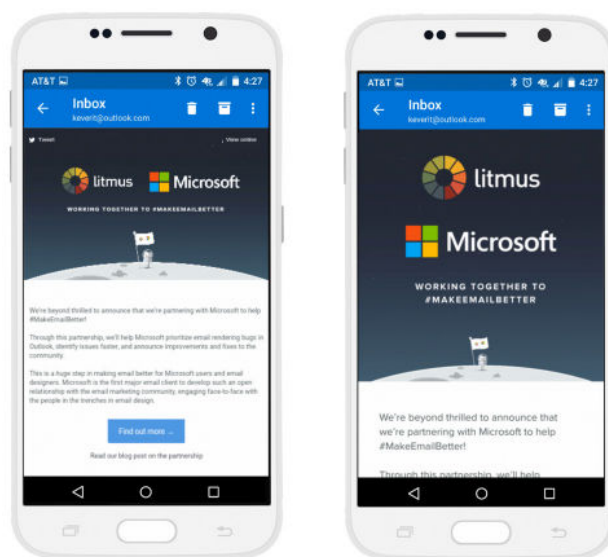 AT&T 4:27
Inbox
keverit@outlook.com
Tweet View online
litmus Microsoft
WORKING TOGETHER TO #MAKEEMAILBETTER
We're beyond thrilled to announce that we're partnering with Microsoft to help
#MakeEmailBetter!
Through this partnership, we'll help Microsoft prioritize email rendering bugs in
Outlook, identify issues faster, and announce improvements and fixes to the
community.
This is a huge step in making email better for Microsoft users and email
designers. Microsoft is the first major email client to develop such an open
relationship with the email marketing community, engaging face-to-face with
the people in the trenches in email design.
Find out more →
Read our blog post on the partnership
AT&T 4:27
Inbox
keverit@outlook.com
litmus
Microsoft
WORKING TOGETHER TO
#MAKEEMAILBETTER
We're beyond thrilled to announce that
we're partnering with Microsoft to help
#MakeEmailBetter!
Through this partnership, we'll help